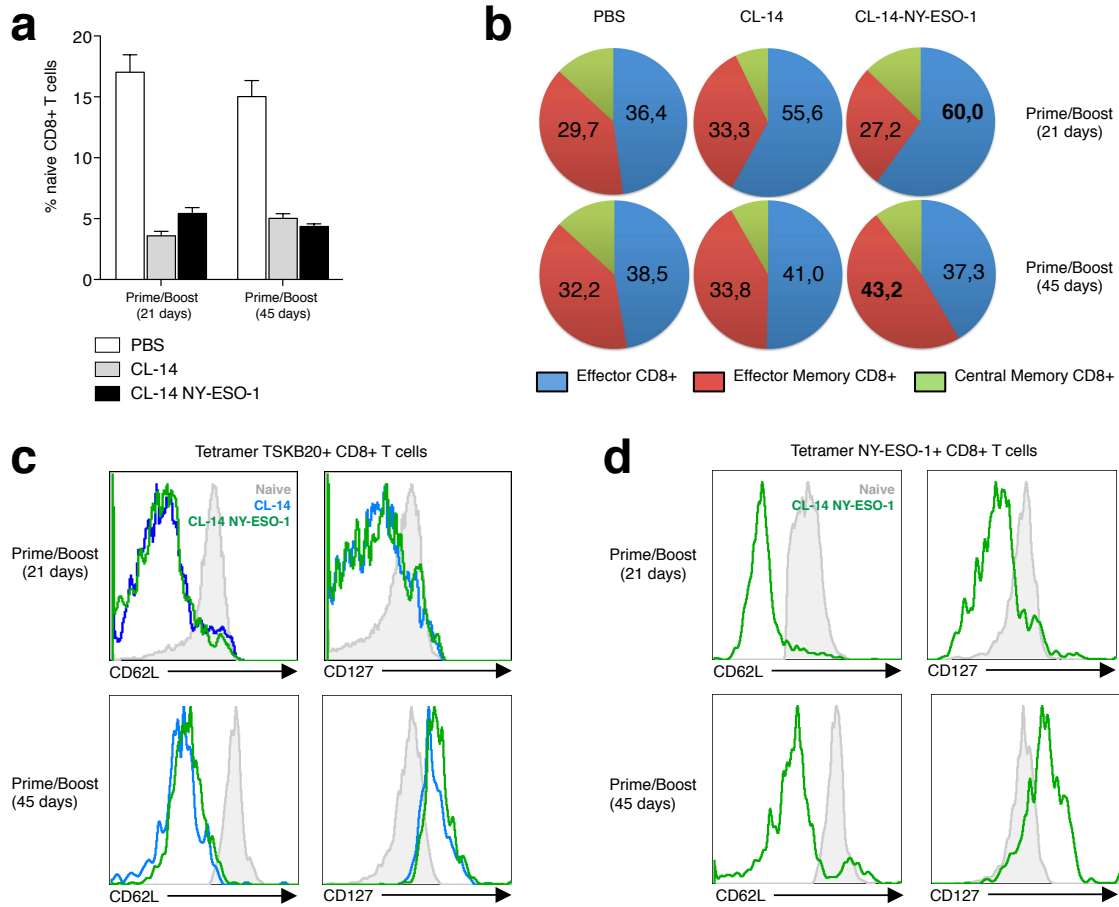 a
20
15
10
5
0
% naive CD8+ T cells
Prime/Boost
(21 days)
Prime/Boost
(45 days)
PBS
CL-14
CL-14 NY-ESO-1
b
PBS
CL-14
CL-14-NY-ESO-1
29,7
36,4
33,3
55,6
27,2
60,0
Prime/Boost
(21 days)
32,2
38,5
33,8
41,0
43,2
37,3
Prime/Boost
(45 days)
Effector CD8+
Effector Memory CD8+
Central Memory CD8+
c
Tetramer TSKB20+ CD8+ T cells
Naive
CL-14
CL-14 NY-ESO-1
Prime/Boost
(21 days)
CD62L
CD127
Prime/Boost
(45 days)
CD62L
CD127
d
Tetramer NY-ESO-1+ CD8+ T cells
Naive
CL-14 NY-ESO-1
Prime/Boost
(21 days)
CD62L
CD127
Prime/Boost
(45 days)
CD62L
CD127